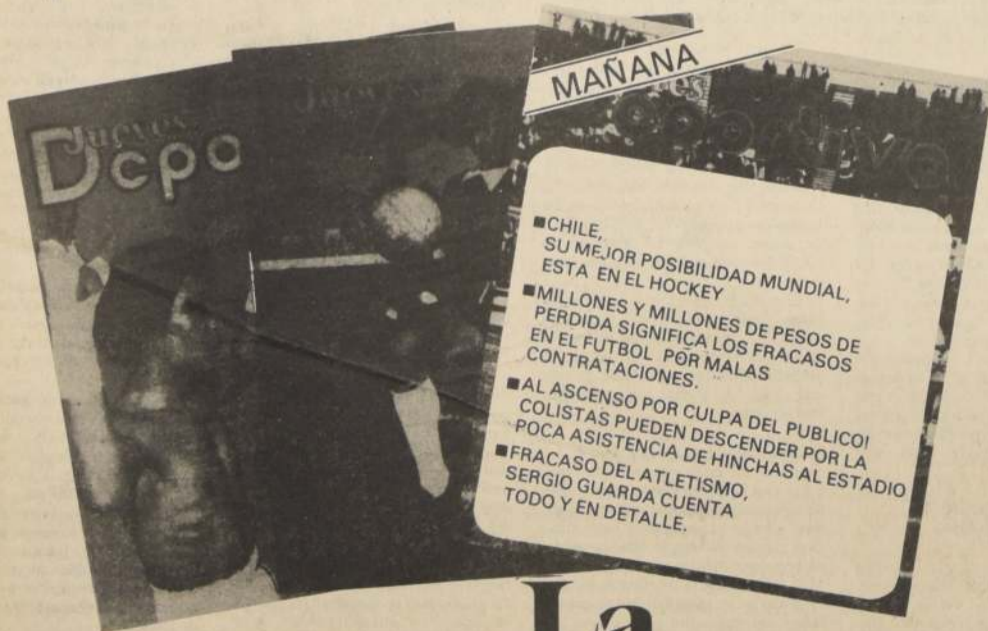 MAÑANA
Jueves
Depo
Jueves
■CHILE,
SU MEJOR POSIBILIDAD MUNDIAL,
ESTA EN EL HOCKEY
■MILLONES Y MILLONES DE PESOS DE
PERDIDA SIGNIFICA LOS FRACASOS
EN EL FUTBOL POR MALAS
CONTRATACIONES.
■AL ASCENSO POR CULPA DEL PUBLICO!
COLISTAS PUEDEN DESCENDER POR LA
POCA ASISTENCIA DE HINCHAS AL ESTADIO
■FRACASO DEL ATLETISMO,
SERGIO GUARDA CUENTA
TODO Y EN DETALLE.
La